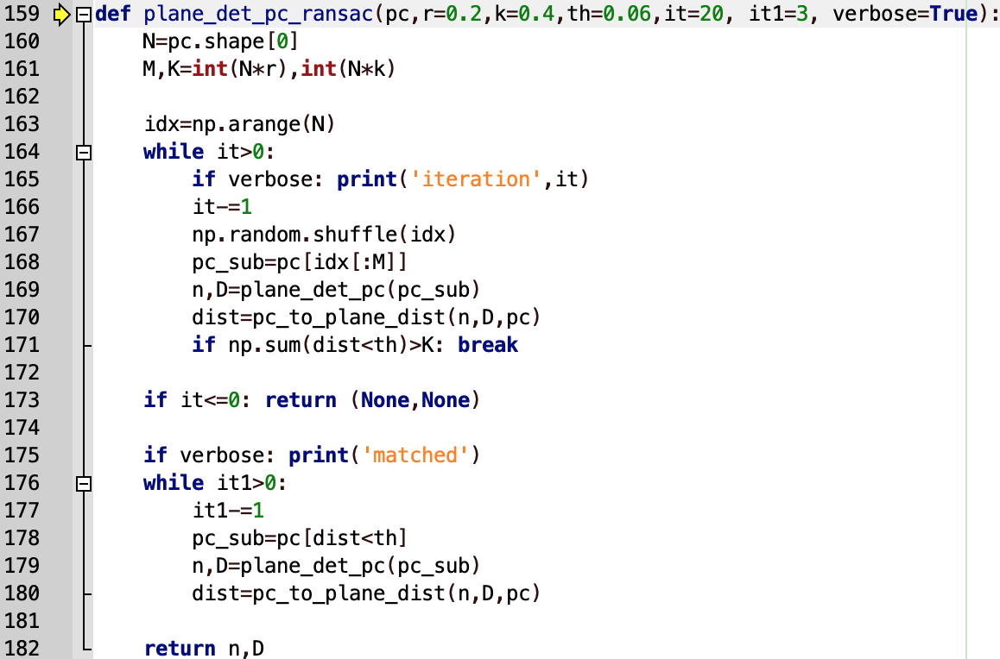 159 def plane_det_pc_ransac(pc,r=0.2,k=0.4,th=0.06,it=20, it1=3, verbose=True):
160     N=pc.shape[0]
161     M,K=int(N*r),int(N*k)
162
163     idx=np.arange(N)
164     while it>0:
165         if verbose: print('iteration',it)
166         it-=1
167         np.random.shuffle(idx)
168         pc_sub=pc[idx[:M]]
169         n,D=plane_det_pc(pc_sub)
170         dist=pc_to_plane_dist(n,D,pc)
171         if np.sum(dist<th)>K: break
172
173     if it<=0: return (None,None)
174
175     if verbose: print('matched')
176     while it1>0:
177         it1-=1
178         pc_sub=pc[dist<th]
179         n,D=plane_det_pc(pc_sub)
180         dist=pc_to_plane_dist(n,D,pc)
181
182     return n,D